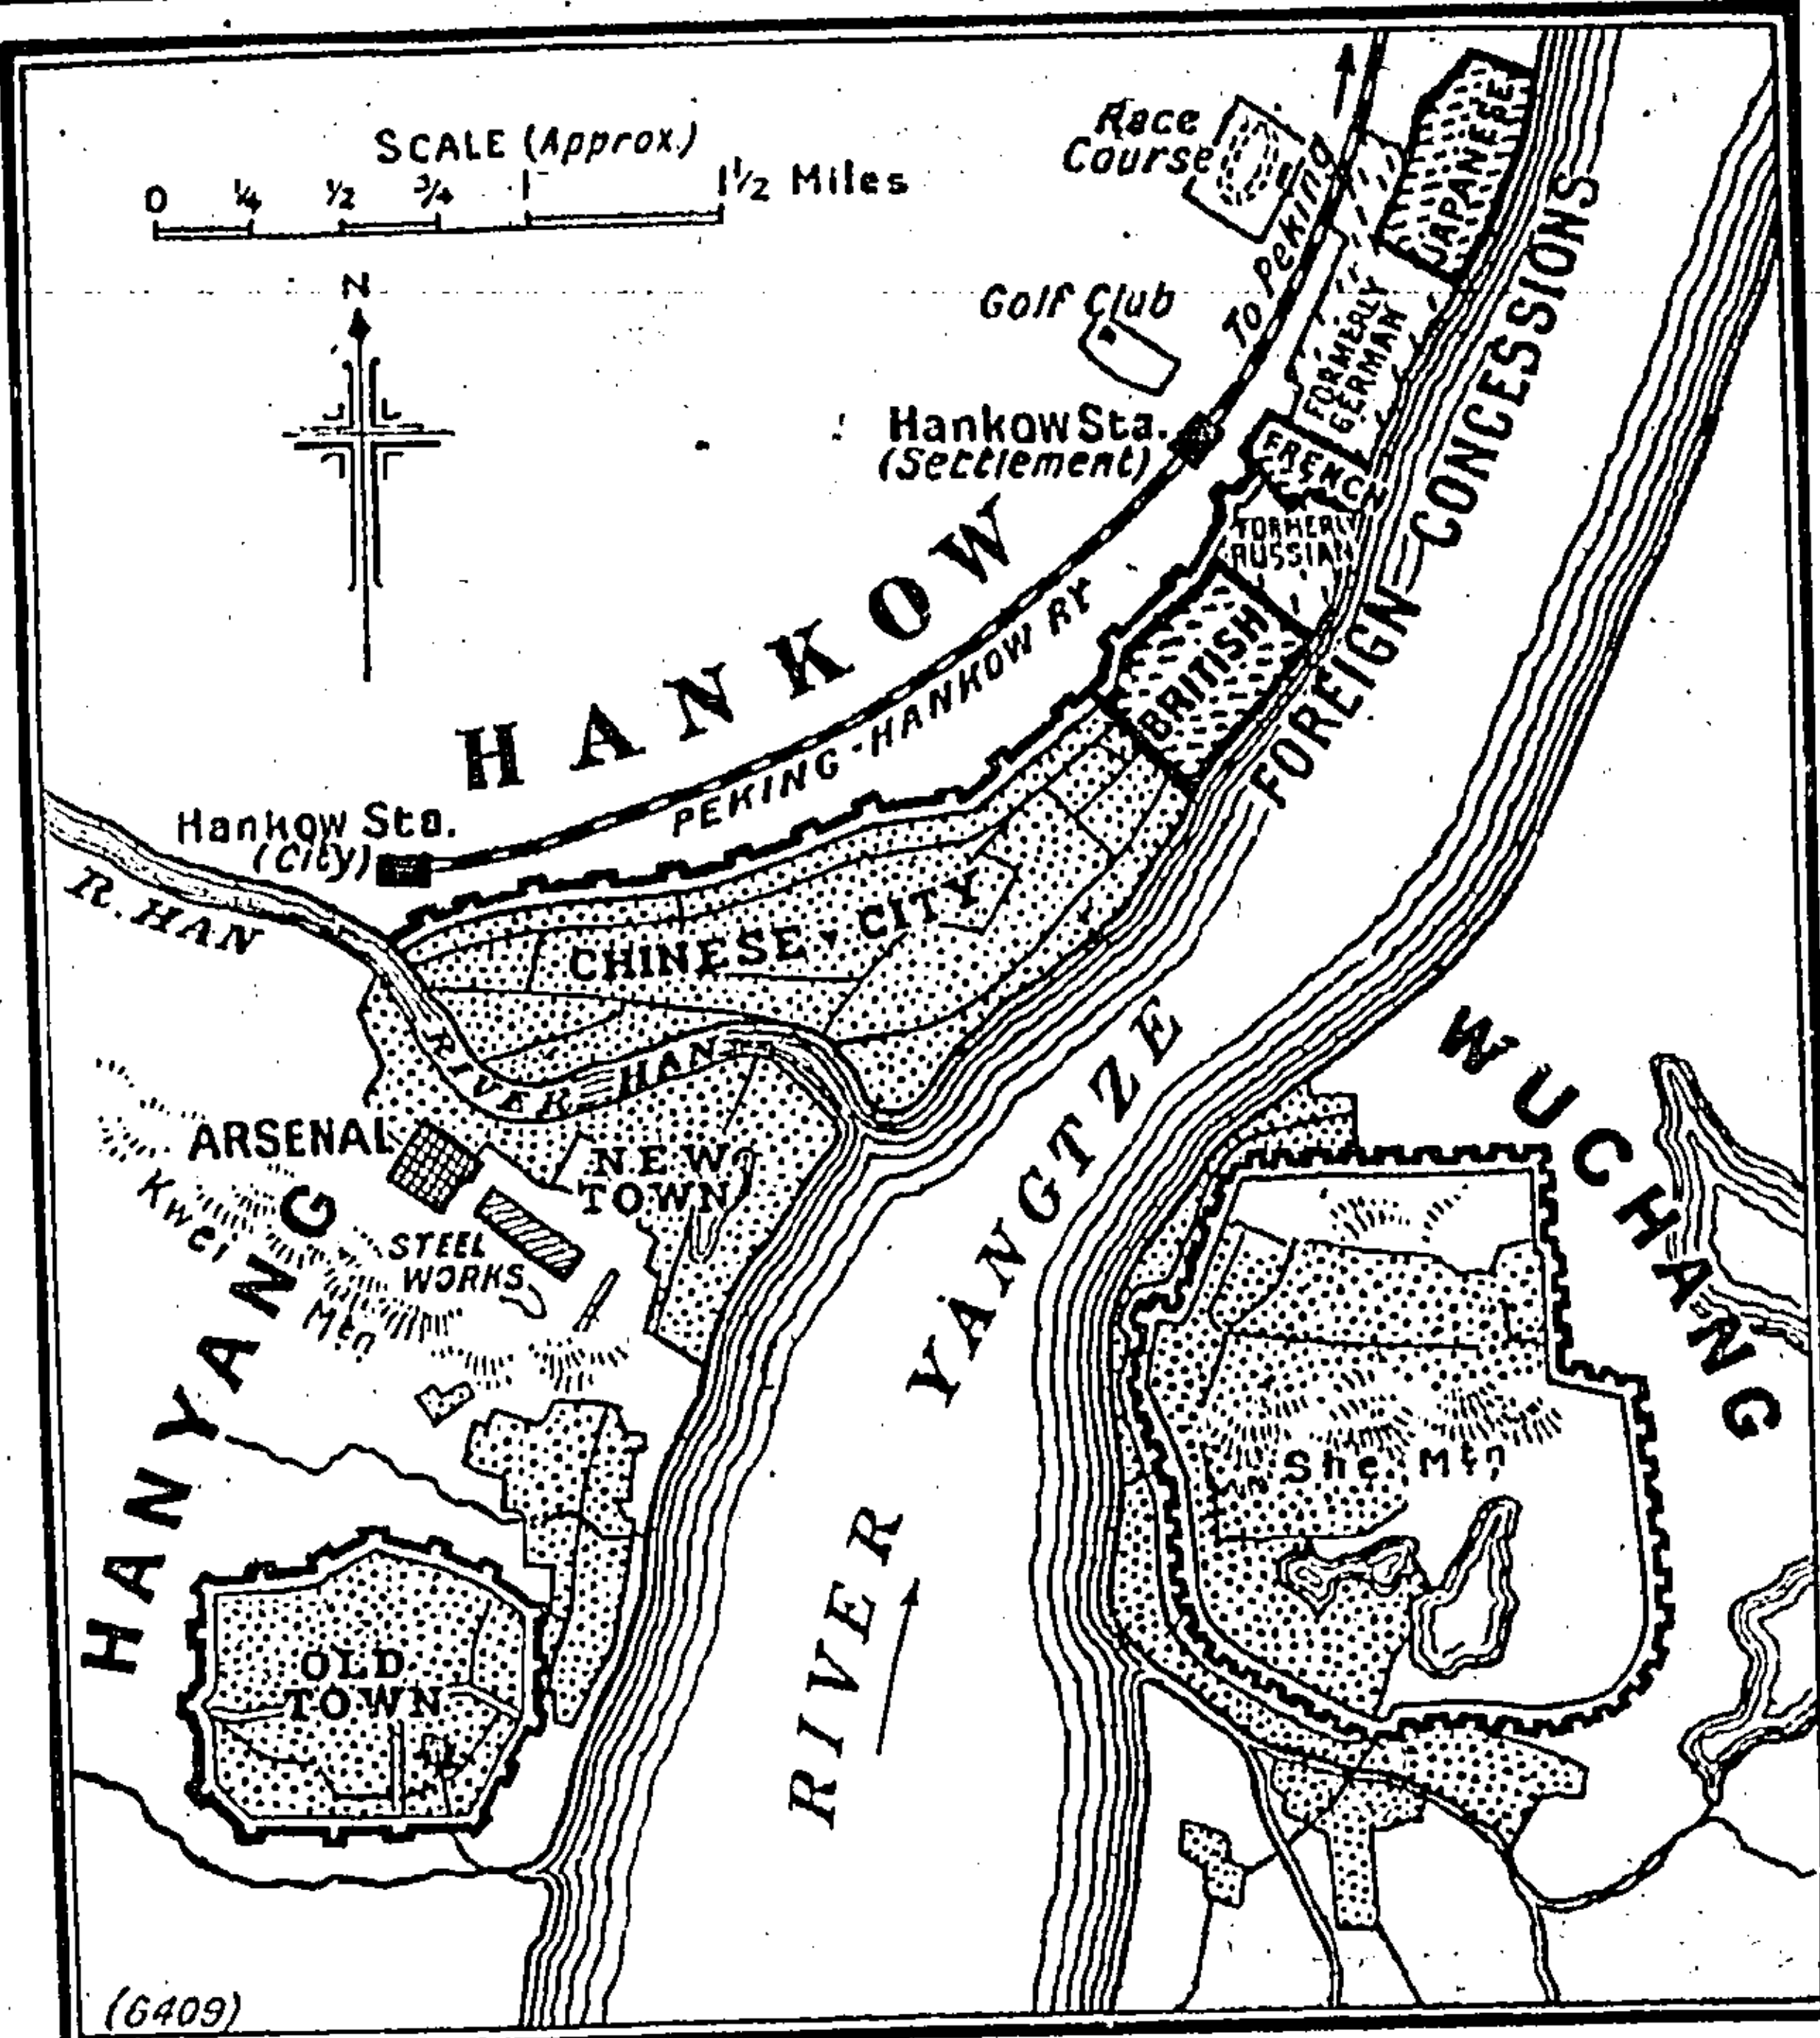 SCALE (Approx.)
0 ¼ ½ ¾ 1 1½ Miles
N
Race
Course
To Peking
JAPANESE
Golf Club
FORMERLY
GERMAN
Hankow Sta.
(Settlement)
FRENCH
FORMERLY
RUSSIAN
FOREIGN CONCESSIONS
HANKOW
PEKING-HANKOW RY
BRITISH
Hankow Sta.
(City)
R. HAN
CHINESE CITY
RIVER HAN
WUCHANG
ARSENAL
NEW
TOWN
Kwei Mtn
STEEL
WORKS
HANYANG
RIVER YANGTZE
She Mtn
OLD
TOWN
(6409)